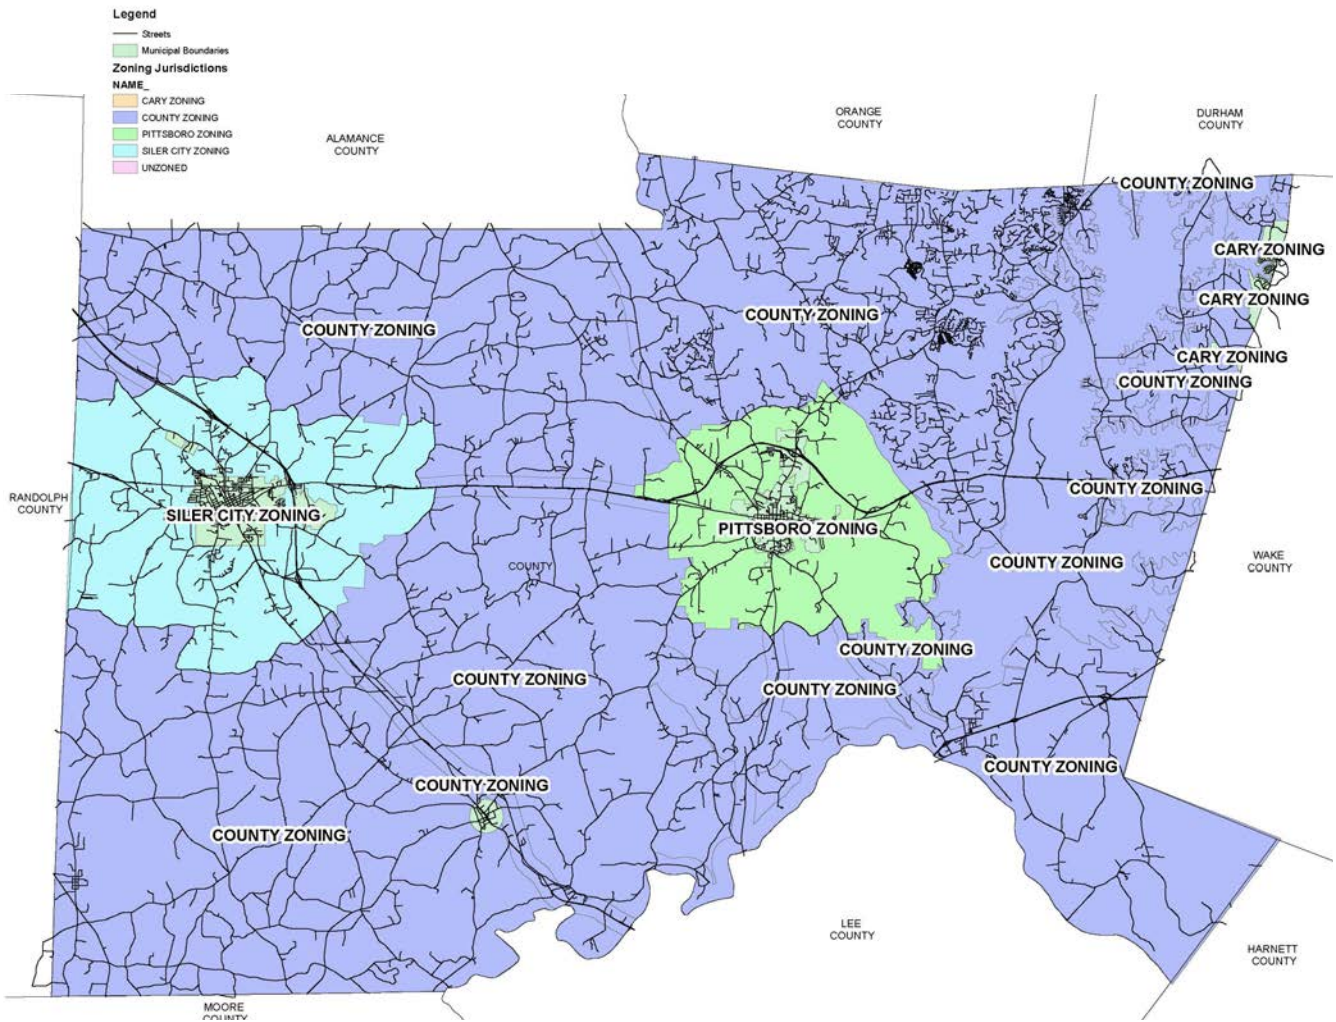 Legend
Streets
Municipal Boundaries
Zoning Jurisdictions
NAME_
CARY ZONING
COUNTY ZONING
PITTSBORO ZONING
SILER CITY ZONING
UNZONED
ALAMANCE
COUNTY
ORANGE
COUNTY
DURHAM
COUNTY
COUNTY ZONING
CARY ZONING
CARY ZONING
COUNTY ZONING
COUNTY ZONING
CARY ZONING
COUNTY ZONING
RANDOLPH
COUNTY
SILER CITY ZONING
COUNTY ZONING
PITTSBORO ZONING
COUNTY
COUNTY ZONING
WAKE
COUNTY
COUNTY ZONING
COUNTY ZONING
COUNTY ZONING
COUNTY ZONING
COUNTY ZONING
COUNTY ZONING
LEE
COUNTY
HARNETT
COUNTY
MOORE
COUNTY